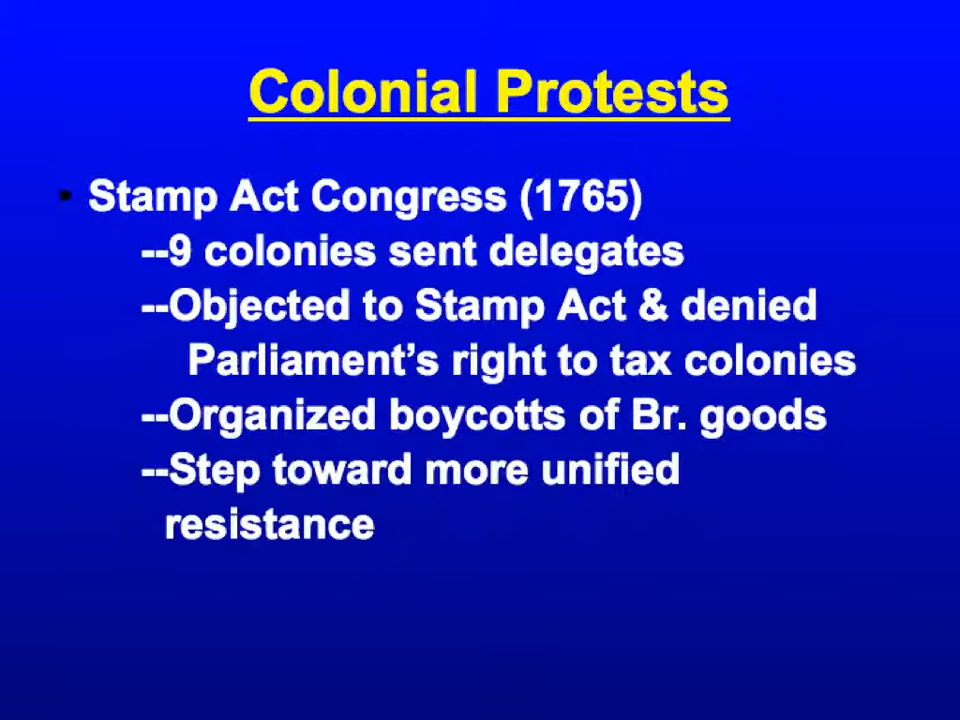 Colonial Protests
• Stamp Act Congress (1765)
--9 colonies sent delegates
--Objected to Stamp Act & denied
Parliament’s right to tax colonies
--Organized boycotts of Br. goods
--Step toward more unified
resistance